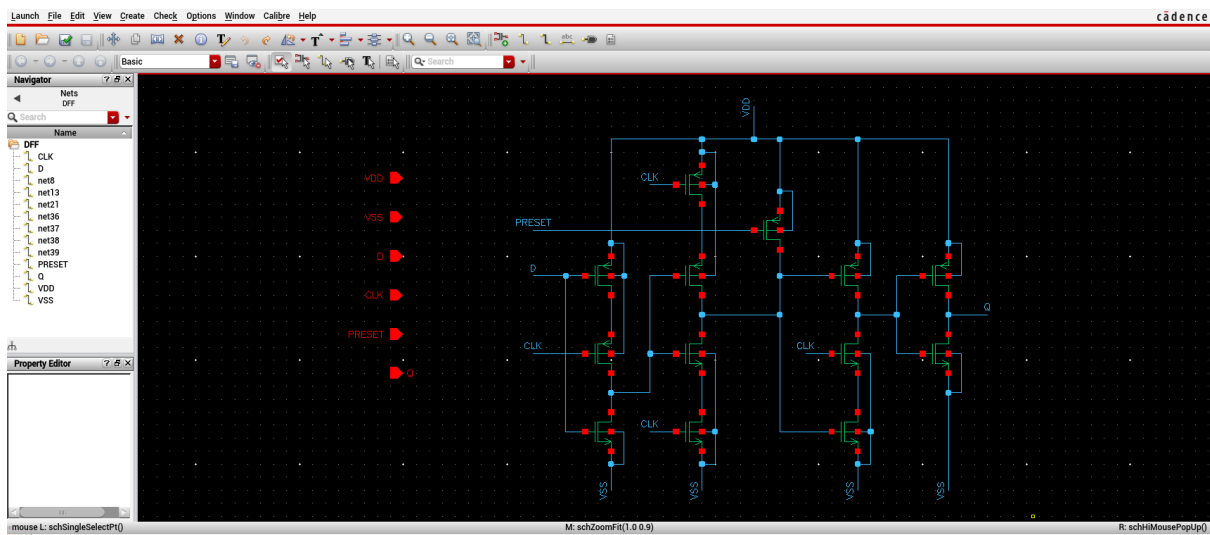 Launch File Edit View Create Check Options Window Calibre Help
cādence
Basic
Search
Navigator
Nets
DFF
Search
Name
DFF
CLK
D
net8
net13
net21
net36
net37
net38
net39
PRESET
Q
VDD
VSS
Property Editor
VDD
VSS
D
CLK
PRESET
Q
VDD
CLK
PRESET
D
Q
CLK
CLK
CLK
VSS
VSS
VSS
VSS
mouse L: schSingleSelectPt()
M: schZoomFit(1.0 0.9)
R: schHiMousePopUp()